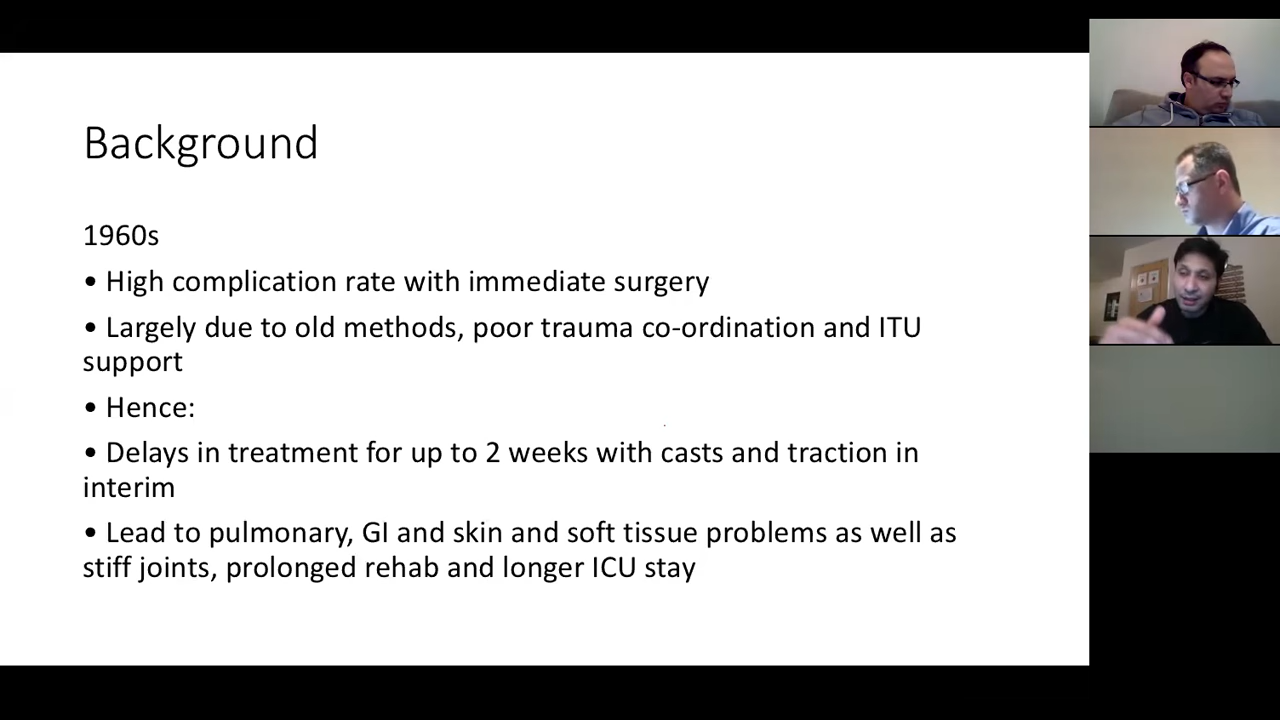 Background
1960s
• High complication rate with immediate surgery
• Largely due to old methods, poor trauma co-ordination and ITU
support
• Hence:
• Delays in treatment for up to 2 weeks with casts and traction in
interim
• Lead to pulmonary, GI and skin and soft tissue problems as well as
stiff joints, prolonged rehab and longer ICU stay